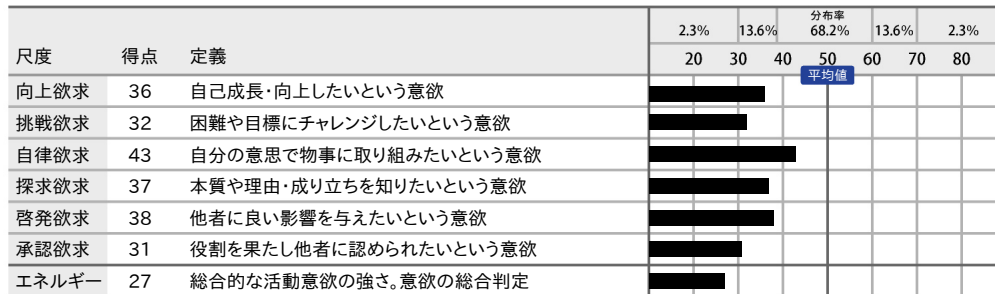 分布率
2.3% 13.6% 68.2% 13.6% 2.3%
尺度 得点 定義 20 30 40 50 60 70 80
平均値
向上欲求 36 自己成長・向上したいという意欲
挑戦欲求 32 困難や目標にチャレンジしたいという意欲
自律欲求 43 自分の意思で物事に取り組みたいという意欲
探求欲求 37 本質や理由・成り立ちを知りたいという意欲
啓発欲求 38 他者に良い影響を与えたいという意欲
承認欲求 31 役割を果たし他者に認められたいという意欲
エネルギー 27 総合的な活動意欲の強さ。意欲の総合判定